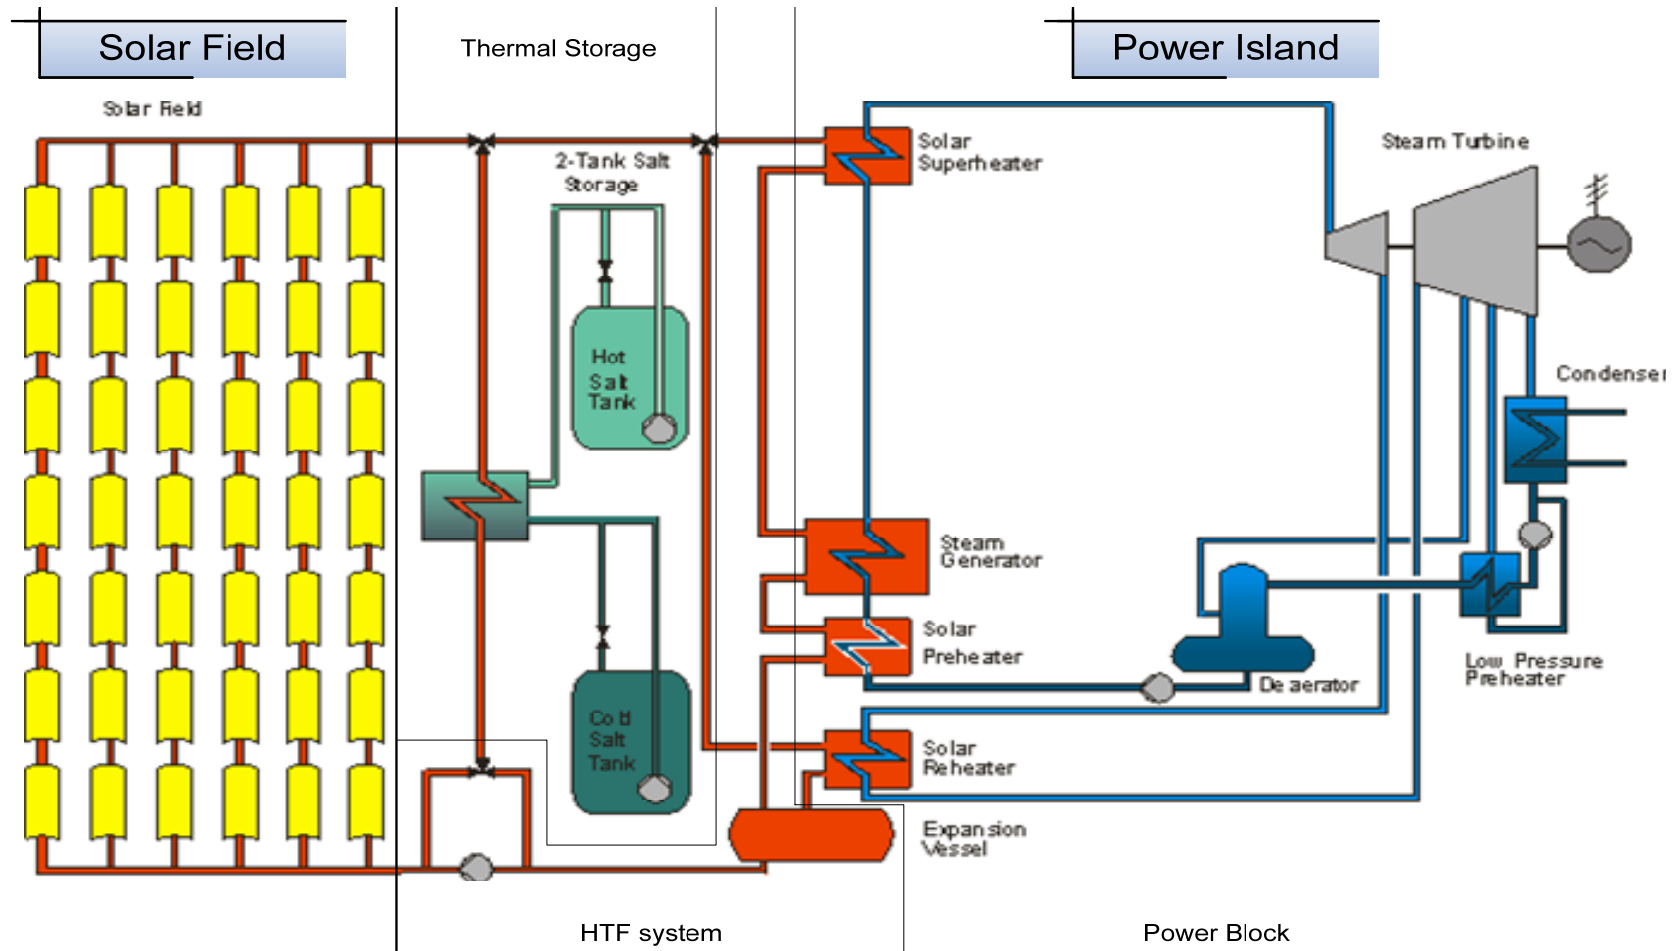 Solar Field
Thermal Storage
Power Island
Solar Field
2-Tank Salt
Storage
Solar
Superheater
Steam Turbine
Hot
Salt
Tank
Condenser
Steam
Generator
Solar
Preheater
Low Pressure
Preheater
Deaerator
Cold
Salt
Tank
Solar
Reheater
Expansion
Vessel
HTF system
Power Block